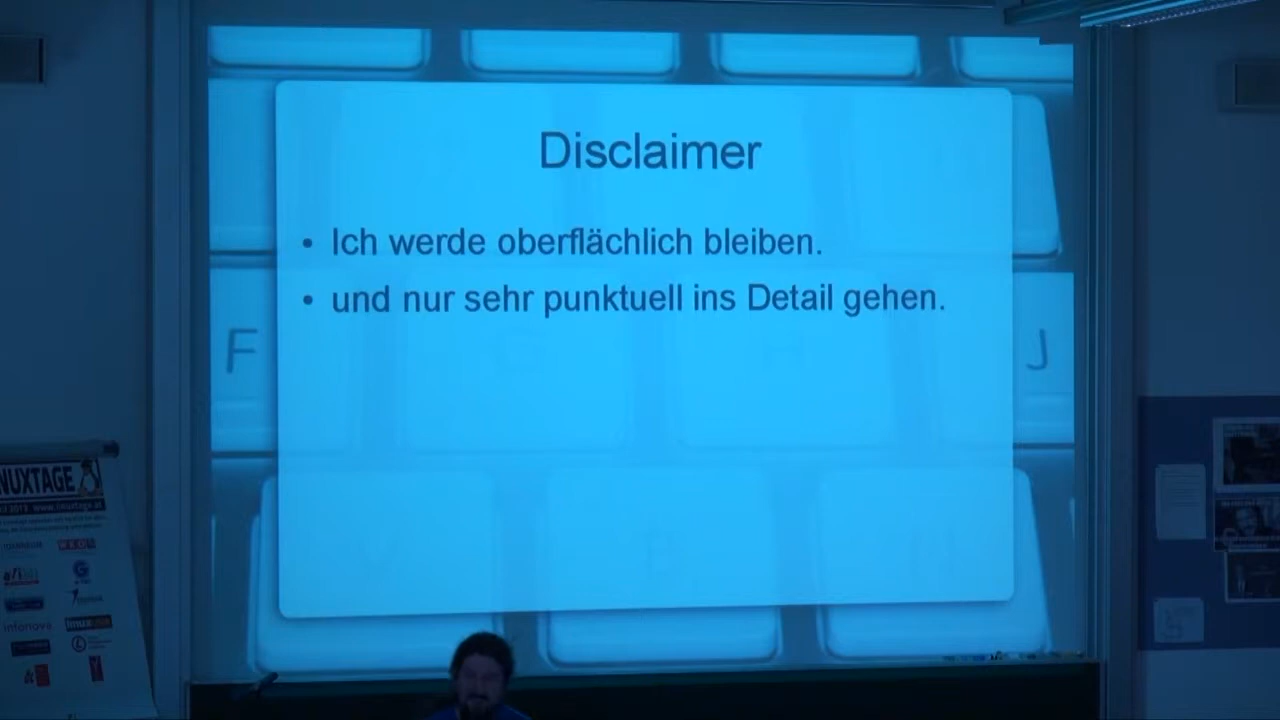 Disclaimer
• Ich werde oberflächlich bleiben.
• und nur sehr punktuell ins Detail gehen.
F
J
NUXTAGE